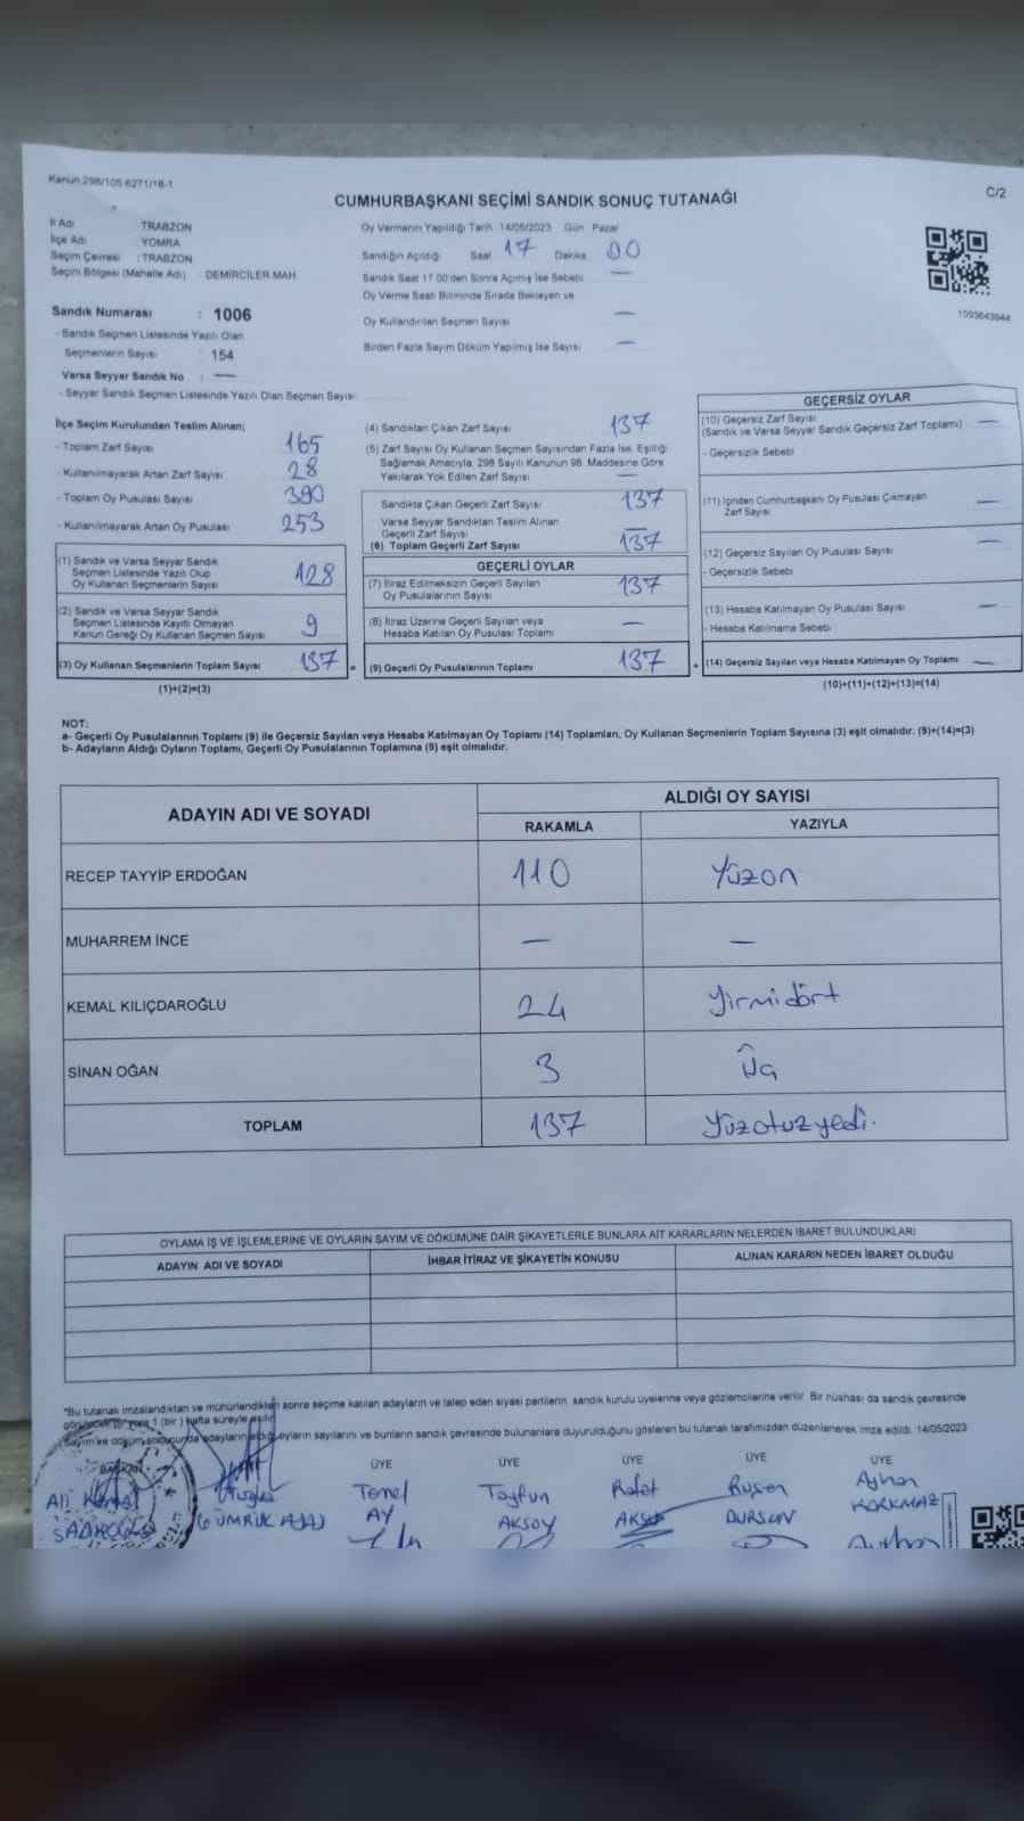 Kanun 298/105 6271/18-1
C/2
CUMHURBAŞKANI SEÇİMİ SANDIK SONUÇ TUTANAĞI
İl Adı TRABZON
İlçe Adı YOMRA
Seçim Çevresi : TRABZON
Seçim Bölgesi (Mahalle Adı) DEMİRCİLER MAH
Sandık Numarası : 1006
- Sandık Seçmen Listesinde Yazılı Olan
Seçmenlerin Sayısı 154
Varsa Seyyar Sandık No : —
- Seyyar Sandık Seçmen Listesinde Yazılı Olan Seçmen Sayısı
Oy Vermenin Yapıldığı Tarih 14/05/2023 Gün Pazar
Sandığın Açıldığı Saat 17 Dakika 00
Sandık Saat 17:00'den Sonra Açılmış İse Sebebi —
Oy Verme Saati Bitiminde Sırada Bekleyen ve
Oy Kullandırılan Seçmen Sayısı —
Birden Fazla Sayım Döküm Yapılmış İse Sayısı —
1093643944
İlçe Seçim Kurulundan Teslim Alınan;
- Toplam Zarf Sayısı 165
- Kullanılmayarak Artan Zarf Sayısı 28
- Toplam Oy Pusulası Sayısı 390
- Kullanılmayarak Artan Oy Pusulası 253
(1) Sandık ve Varsa Seyyar Sandık
Seçmen Listesinde Yazılı Olup
Oy Kullanan Seçmenlerin Sayısı 128
(2) Sandık ve Varsa Seyyar Sandık
Seçmen Listesinde Kayıtlı Olmayan
Kanun Gereği Oy Kullanan Seçmen Sayısı 9
(3) Oy Kullanan Seçmenlerin Toplam Sayısı 137
(1)+(2)=(3)
(4) Sandıktan Çıkan Zarf Sayısı 137
(5) Zarf Sayısı Oy Kullanan Seçmen Sayısından Fazla İse, Eşitliği
Sağlamak Amacıyla, 298 Sayılı Kanunun 98. Maddesine Göre
Yakılarak Yok Edilen Zarf Sayısı —
Sandıkta Çıkan Geçerli Zarf Sayısı 137
Varsa Seyyar Sandıktan Teslim Alınan
Geçerli Zarf Sayısı —
(6) Toplam Geçerli Zarf Sayısı 137
GEÇERLİ OYLAR
(7) İtiraz Edilmeksizin Geçerli Sayılan
Oy Pusulalarının Sayısı 137
(8) İtiraz Üzerine Geçerli Sayılan veya
Hesaba Katılan Oy Pusulası Toplamı —
= (9) Geçerli Oy Pusulalarının Toplamı 137
GEÇERSİZ OYLAR
(10) Geçersiz Zarf Sayısı
(Sandık ve Varsa Seyyar Sandık Geçersiz Zarf Toplamı) —
- Geçersizlik Sebebi
(11) İçinden Cumhurbaşkanı Oy Pusulası Çıkmayan
Zarf Sayısı —
(12) Geçersiz Sayılan Oy Pusulası Sayısı —
- Geçersizlik Sebebi
(13) Hesaba Katılmayan Oy Pusulası Sayısı —
- Hesaba Katılmama Sebebi
+ (14) Geçersiz Sayılan veya Hesaba Katılmayan Oy Toplamı —
(10)+(11)+(12)+(13)=(14)
NOT:
a- Geçerli Oy Pusulalarının Toplamı (9) ile Geçersiz Sayılan veya Hesaba Katılmayan Oy Toplamı (14) Toplamları, Oy Kullanan Seçmenlerin Toplam Sayısına (3) eşit olmalıdır. (9)+(14)=(3)
b- Adayların Aldığı Oyların Toplamı, Geçerli Oy Pusulalarının Toplamına (9) eşit olmalıdır.
ADAYIN ADI VE SOYADI ALDIĞI OY SAYISI
RAKAMLA YAZIYLA
RECEP TAYYİP ERDOĞAN 110 Yüzon
MUHARREM İNCE — —
KEMAL KILIÇDAROĞLU 24 Yirmidört
SİNAN OĞAN 3 Üç
TOPLAM 137 Yüzotuzyedi.
OYLAMA İŞ VE İŞLEMLERİNE VE OYLARIN SAYIM VE DÖKÜMÜNE DAİR ŞİKAYETLERLE BUNLARA AİT KARARLARIN NELERDEN İBARET BULUNDUKLARI
ADAYIN ADI VE SOYADI İHBAR İTİRAZ VE ŞİKAYETİN KONUSU ALINAN KARARIN NEDEN İBARET OLDUĞU
"Bu tutanak imzalandıktan ve mühürlendikten sonra seçime katılan adayların ve talep eden siyasi partilerin sandık kurulu üyelerine veya gözlemcilerine verilir. Bir nüshası da sandık çevresinde
1 (bir) hafta süreyle asılır.
Sayım ve döküm sonucunda adayların aldığı oyların sayılarını ve bunların sandık çevresinde bulunanlara duyurulduğunu gösteren bu tutanak tarafımızdan düzenlenerek imza edildi. 14/05/2023
BAŞKAN ÜYE ÜYE ÜYE ÜYE ÜYE
Ali Kemal Temel Tayfun Rafet Ruşen Ayhan
AY AKSOY AKSU DURSUN KORKMAZ